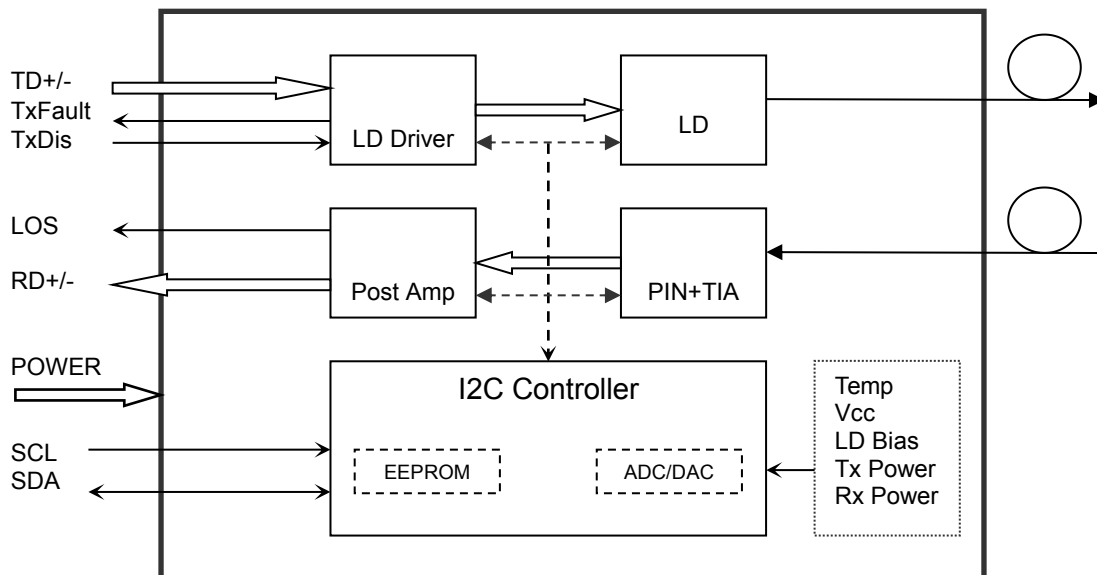 TD+/-
TxFault
TxDis
LD Driver
LD
LOS
RD+/-
Post Amp
PIN+TIA
POWER
I2C Controller
SCL
SDA
EEPROM
ADC/DAC
Temp
Vcc
LD Bias
Tx Power
Rx Power